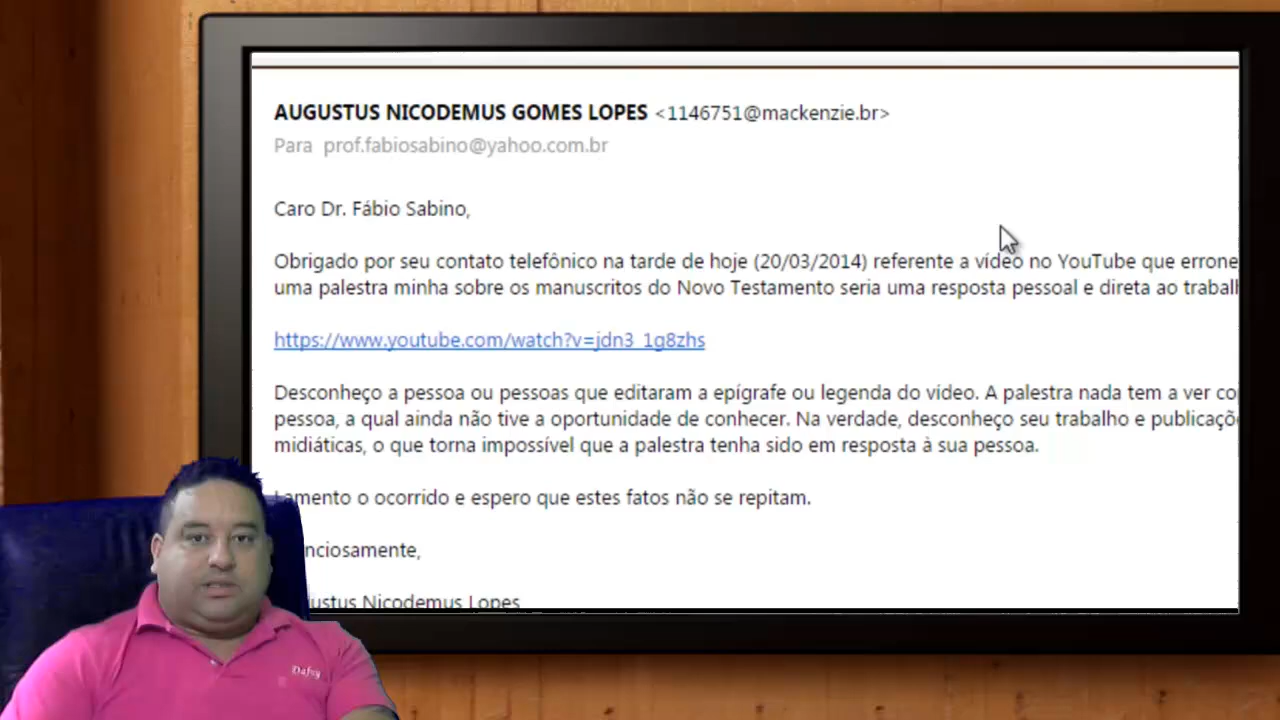 AUGUSTUS NICODEMUS GOMES LOPES <1146751@mackenzie.br>
Para prof.fabiosabino@yahoo.com.br
Caro Dr. Fábio Sabino,
Obrigado por seu contato telefônico na tarde de hoje (20/03/2014) referente a vídeo no YouTube que errone
uma palestra minha sobre os manuscritos do Novo Testamento seria uma resposta pessoal e direta ao trabal
https://www.youtube.com/watch?v=jdn3_1g8zhs
Desconheço a pessoa ou pessoas que editaram a epígrafe ou legenda do vídeo. A palestra nada tem a ver co
pessoa, a qual ainda não tive a oportunidade de conhecer. Na verdade, desconheço seu trabalho e publicaçõ
midiáticas, o que torna impossível que a palestra tenha sido em resposta à sua pessoa.
Lamento o ocorrido e espero que estes fatos não se repitam.
nciosamente,
ustus Nicodemus Lopes